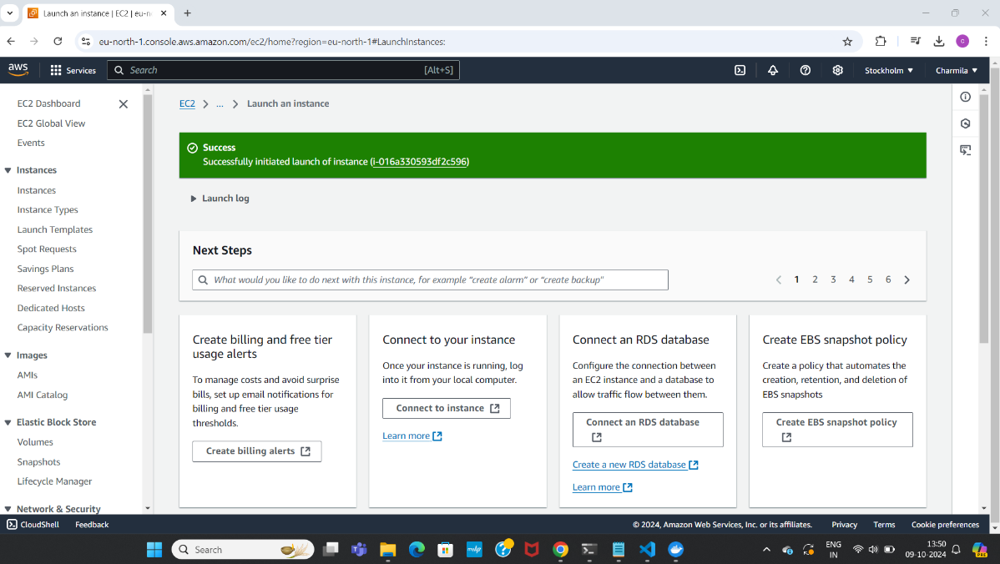 Launch an instance | EC2 | eu-n
eu-north-1.console.aws.amazon.com/ec2/home?region=eu-north-1#LaunchInstances:
C
aws
Services
Search
[Alt+S]
Stockholm
Charmila
EC2 Dashboard
EC2 Global View
Events
Instances
Instances
Instance Types
Launch Templates
Spot Requests
Savings Plans
Reserved Instances
Dedicated Hosts
Capacity Reservations
Images
AMIs
AMI Catalog
Elastic Block Store
Volumes
Snapshots
Lifecycle Manager
Network & Security
EC2 > ... > Launch an instance
Success
Successfully initiated launch of instance (i-016a330593df2c596)
Launch log
Next Steps
What would you like to do next with this instance, for example “create alarm” or “create backup”
1 2 3 4 5 6
Create billing and free tier
usage alerts
To manage costs and avoid surprise
bills, set up email notifications for
billing and free tier usage
thresholds.
Create billing alerts
Connect to your instance
Once your instance is running, log
into it from your local computer.
Connect to instance
Learn more
Connect an RDS database
Configure the connection between
an EC2 instance and a database to
allow traffic flow between them.
Connect an RDS database
Create a new RDS database
Learn more
Create EBS snapshot policy
Create a policy that automates the
creation, retention, and deletion of
EBS snapshots
Create EBS snapshot policy
CloudShell
Feedback
© 2024, Amazon Web Services, Inc. or its affiliates.
Privacy
Terms
Cookie preferences
Search
ENG
IN
13:50
09-10-2024